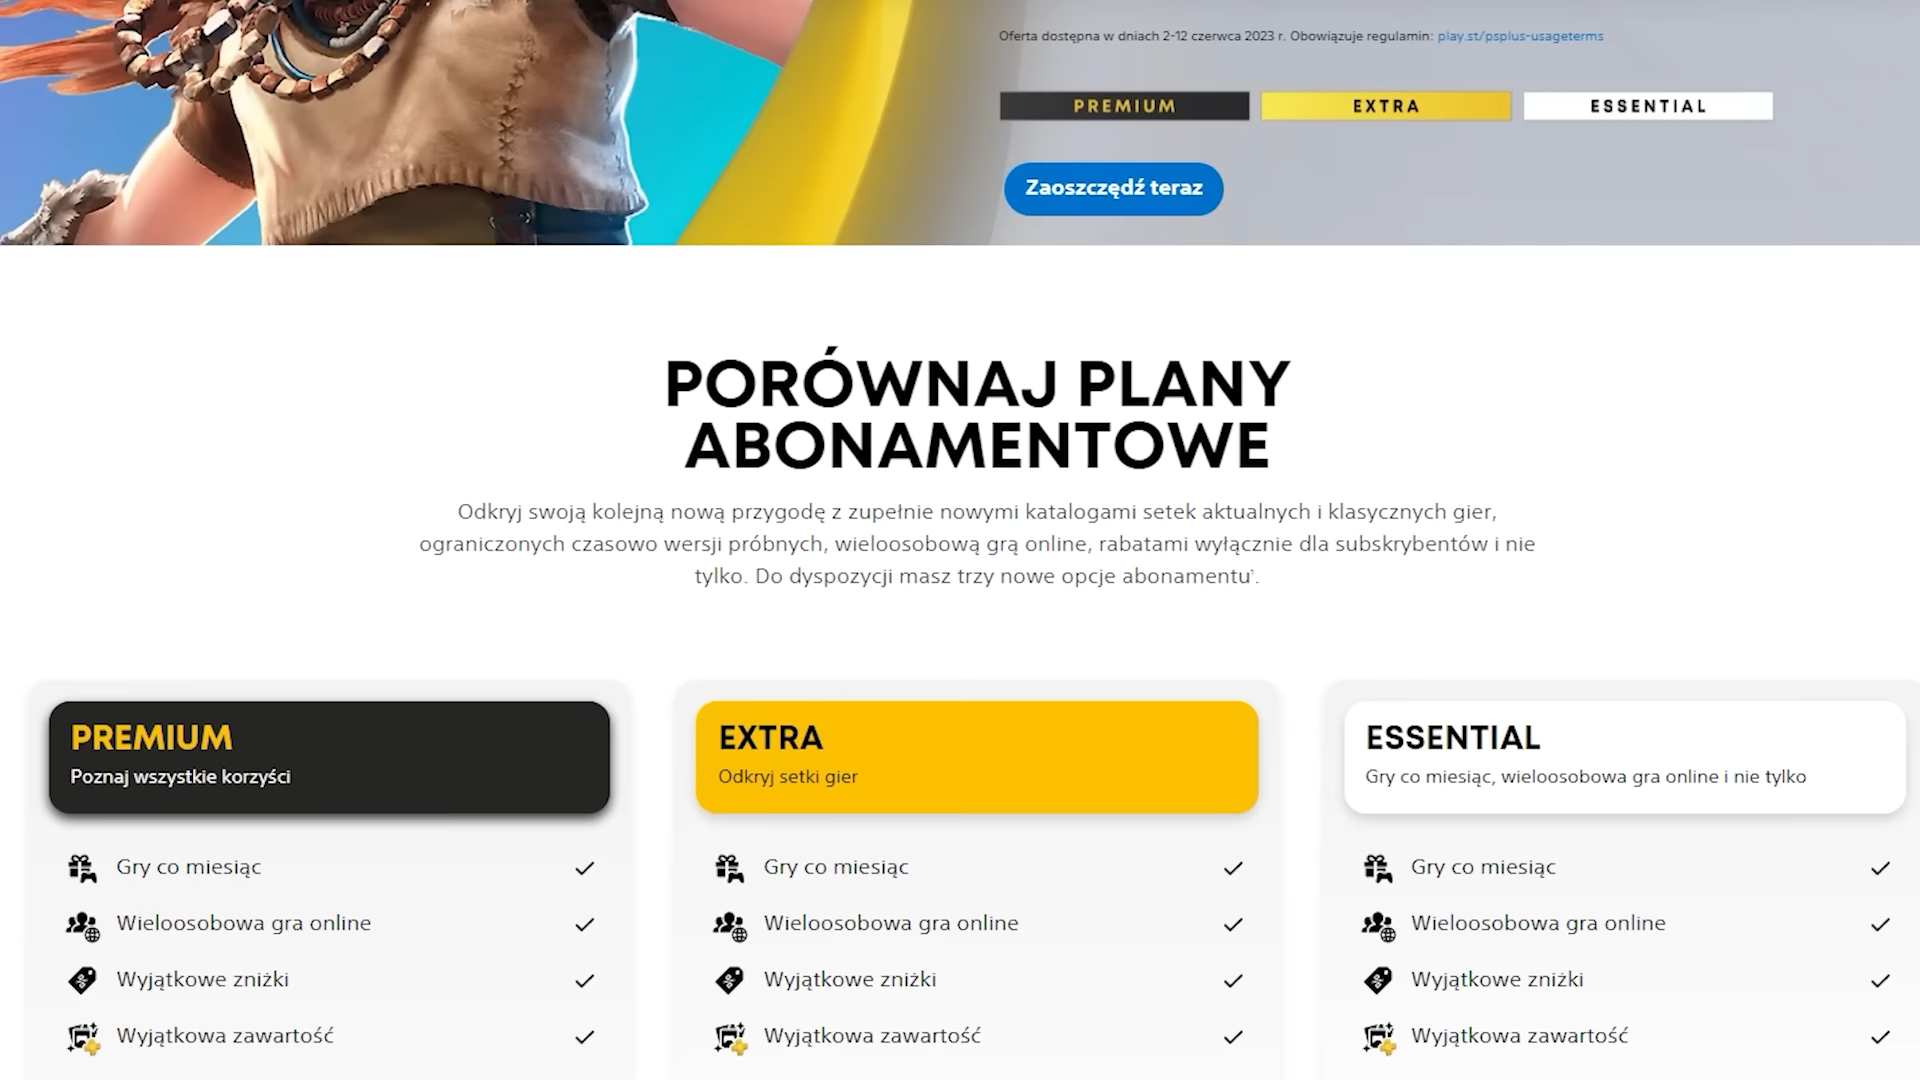 Oferta dostępna w dniach 2-12 czerwca 2023 r. Obowiązuje regulamin: play.st/psplus-usageterms
PREMIUM EXTRA ESSENTIAL
Zaoszczędź teraz
PORÓWNAJ PLANY
ABONAMENTOWE
Odkryj swoją kolejną nową przygodę z zupełnie nowymi katalogami setek aktualnych i klasycznych gier,
ograniczonych czasowo wersji próbnych, wieloosobową grą online, rabatami wyłącznie dla subskrybentów i nie
tylko. Do dyspozycji masz trzy nowe opcje abonamentu¹.
PREMIUM
Poznaj wszystkie korzyści
Gry co miesiąc
Wieloosobowa gra online
Wyjątkowe zniżki
Wyjątkowa zawartość
EXTRA
Odkryj setki gier
Gry co miesiąc
Wieloosobowa gra online
Wyjątkowe zniżki
Wyjątkowa zawartość
ESSENTIAL
Gry co miesiąc, wieloosobowa gra online i nie tylko
Gry co miesiąc
Wieloosobowa gra online
Wyjątkowe zniżki
Wyjątkowa zawartość